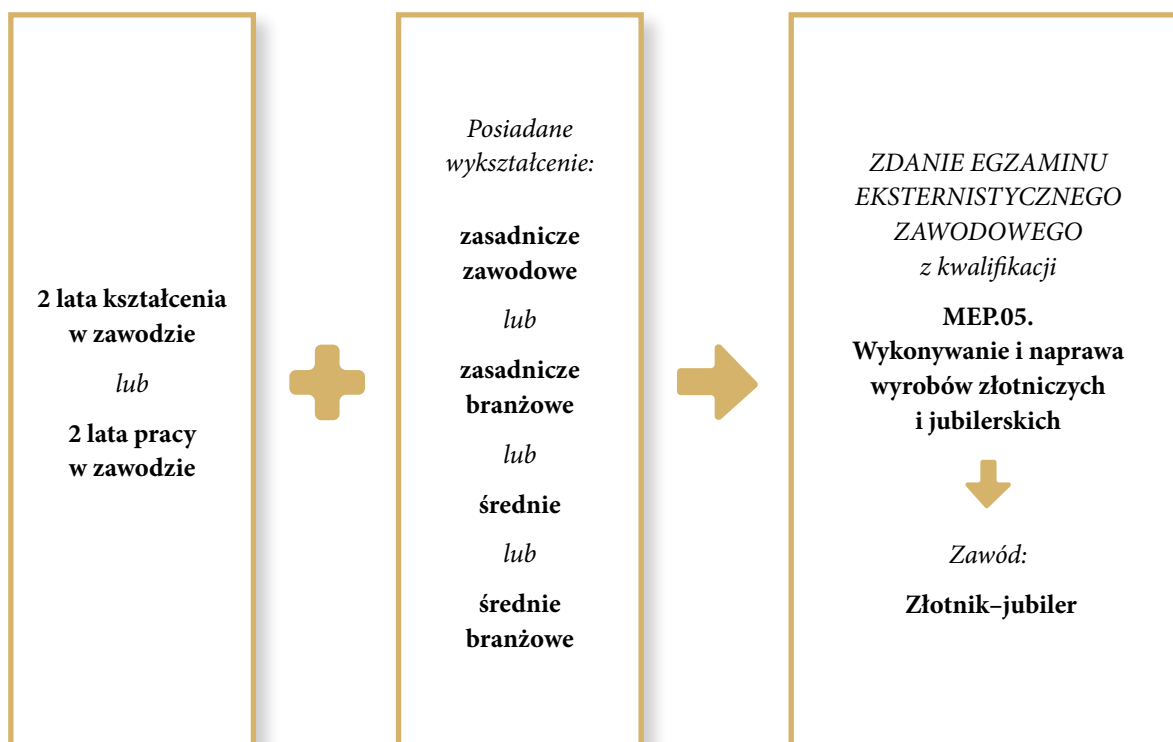 2 lata kształcenia
w zawodzie
lub
2 lata pracy
w zawodzie
Posiadane
wykształcenie:
zasadnicze
zawodowe
lub
zasadnicze
branżowe
lub
średnie
lub
średnie
branżowe
ZDANIE EGZAMINU
EKSTERNISTYCZNEGO
ZAWODOWEGO
z kwalifikacji
MEP.05.
Wykonywanie i naprawa
wyrobów złotniczych
i jubilerskich
Zawód:
Złotnik–jubiler